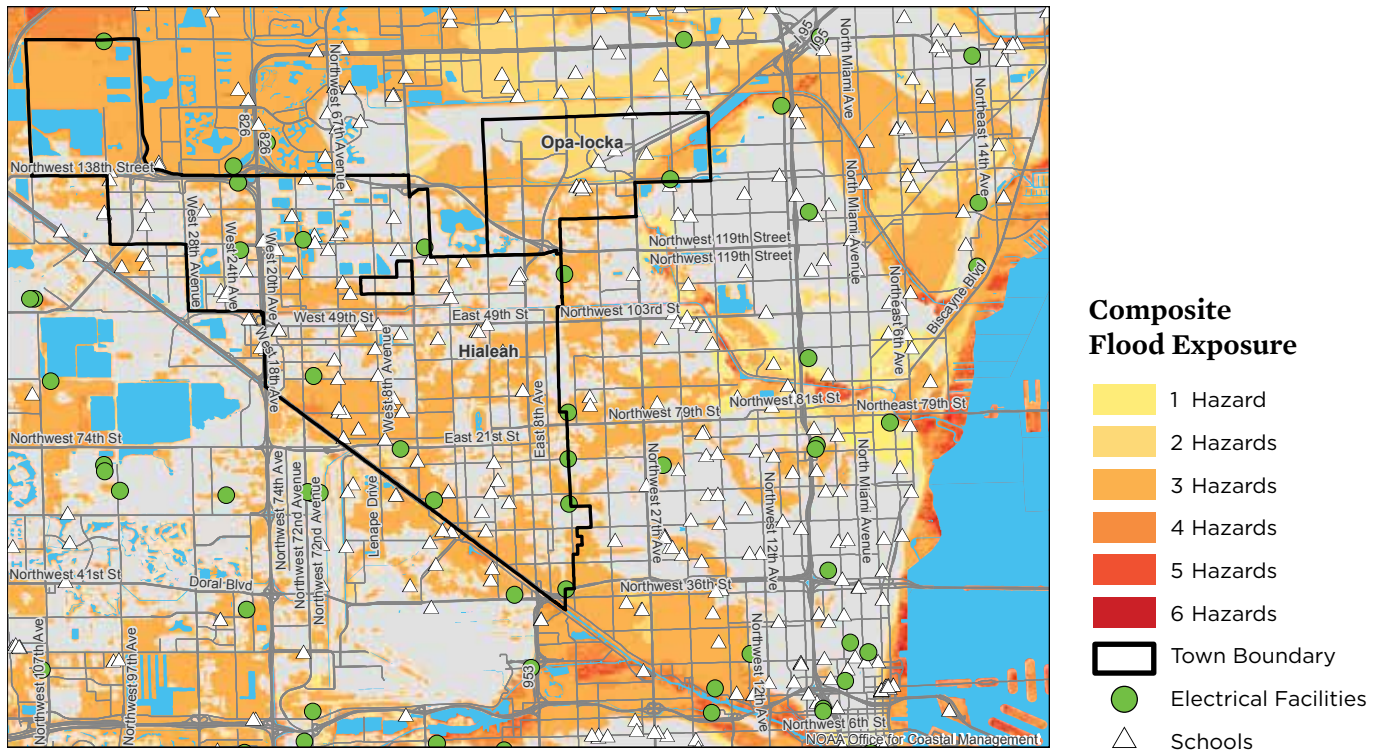 I-95
I-95
North Miami Ave
Northwest 67th Avenue
826
826
Northeast 14th Ave
Opa-locka
Northwest 138th Street
North Miami Ave
West 28th Avenue
West 24th Ave
West 20th Ave
Northwest 119th Street
Northwest 119th Street
Northeast 6th Ave
Biscayne Blvd
West 49th St
East 49th St
Northwest 103rd St
West 18th Ave
Hialeah
West 8th Avenue
East 8th Ave
Northwest 81st St
Northwest 79th St
Northeast 79th St
Northwest 74th St
East 21st St
Northwest 74th Ave
Northwest 72nd Avenue
Northwest 72nd Avenue
Lenape Drive
Northwest 27th Ave
Northwest 12th Ave
North Miami Avenue
Northwest 41st St
Doral Blvd
Northwest 36th St
Northwest 107th Ave
Northwest 97th Ave
953
Northwest 12th Ave
Northwest 6th St
NOAA Office for Coastal Management
Composite
Flood Exposure
1 Hazard
2 Hazards
3 Hazards
4 Hazards
5 Hazards
6 Hazards
Town Boundary
Electrical Facilities
Schools